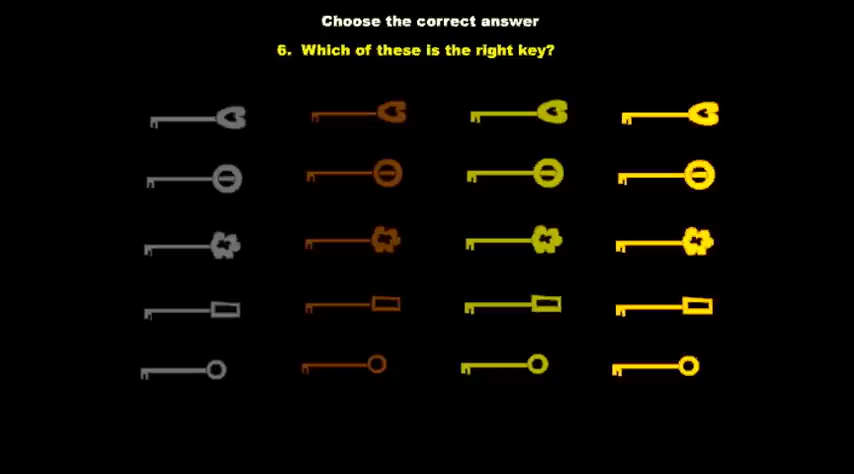 Choose the correct answer
6. Which of these is the right key?